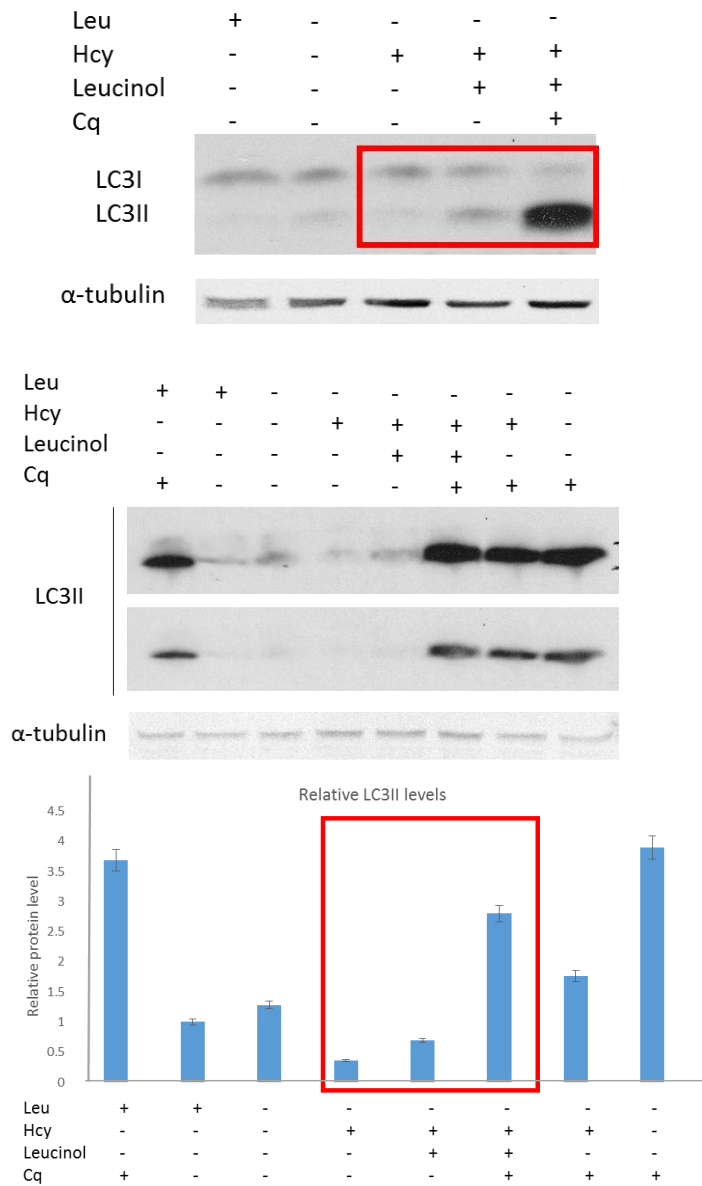 Leu + - - - -
Hcy - - + + +
Leucinol - - - + +
Cq - - - - +
LC3I
LC3II
α-tubulin
Leu + + - - - - - -
Hcy - - - + + + + -
Leucinol - - - - + + - -
Cq + - - - - + + +
LC3II
α-tubulin
Relative LC3II levels
Relative protein level
4.5
4
3.5
3
2.5
2
1.5
1
0.5
0
Leu + + - - - - - -
Hcy - - - + + + + -
Leucinol - - - - + + - -
Cq + - - - - + + +